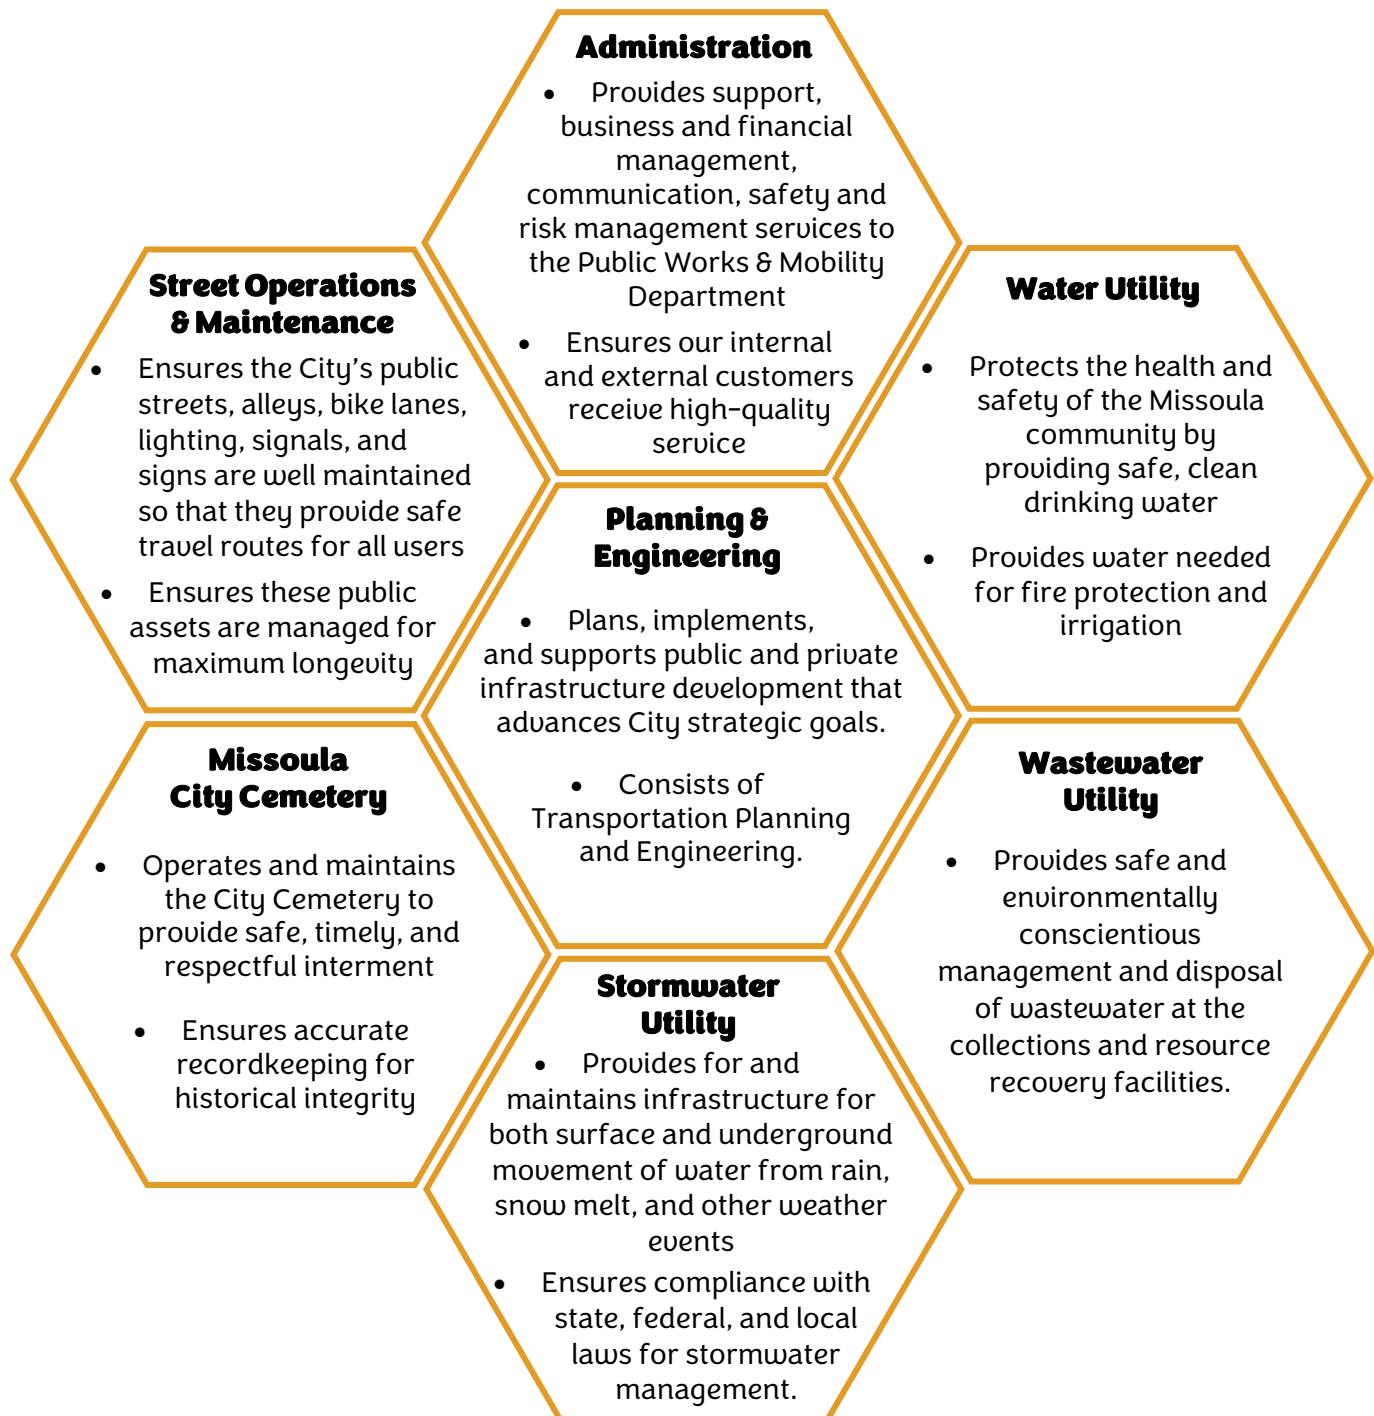 Administration
• Provides support,
business and financial
management,
communication, safety and
risk management services to
the Public Works & Mobility
Department
• Ensures our internal
and external customers
receive high-quality
service
Street Operations
& Maintenance
• Ensures the City's public
streets, alleys, bike lanes,
lighting, signals, and
signs are well maintained
so that they provide safe
travel routes for all users
• Ensures these public
assets are managed for
maximum longevity
Water Utility
• Protects the health and
safety of the Missoula
community by
providing safe, clean
drinking water
• Provides water needed
for fire protection and
irrigation
Planning &
Engineering
• Plans, implements,
and supports public and private
infrastructure development that
advances City strategic goals.
• Consists of
Transportation Planning
and Engineering.
Missoula
City Cemetery
• Operates and maintains
the City Cemetery to
provide safe, timely, and
respectful interment
• Ensures accurate
recordkeeping for
historical integrity
Wastewater
Utility
• Provides safe and
environmentally
conscientious
management and disposal
of wastewater at the
collections and resource
recovery facilities.
Stormwater
Utility
• Provides for and
maintains infrastructure for
both surface and underground
movement of water from rain,
snow melt, and other weather
events
• Ensures compliance with
state, federal, and local
laws for stormwater
management.